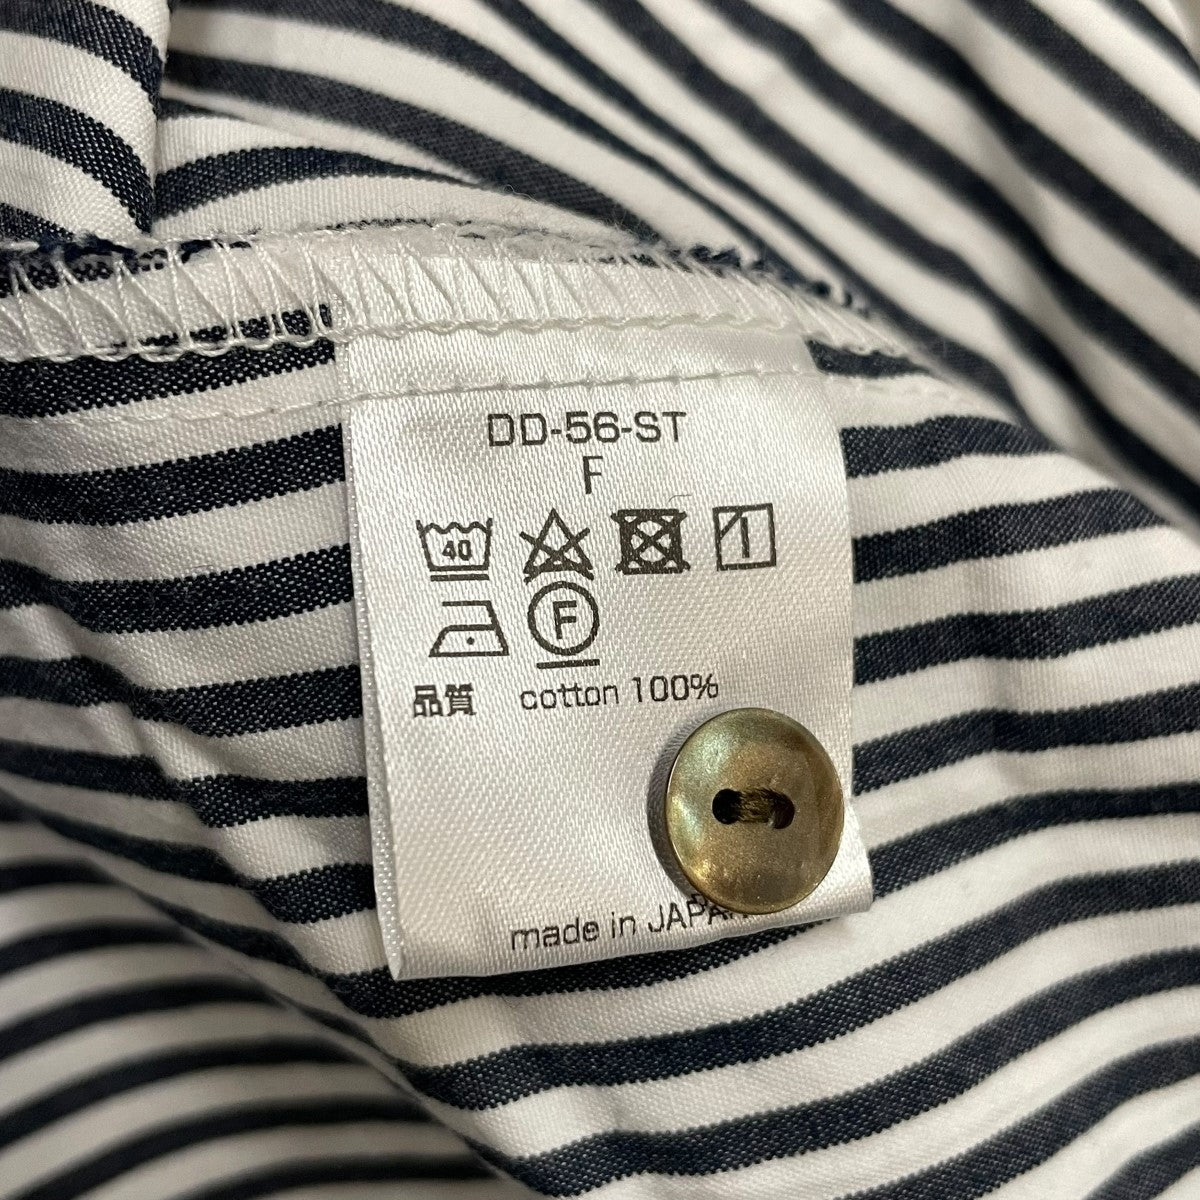 DD-56-ST
F
40
F
品質 cotton 100%
made in JAPAN